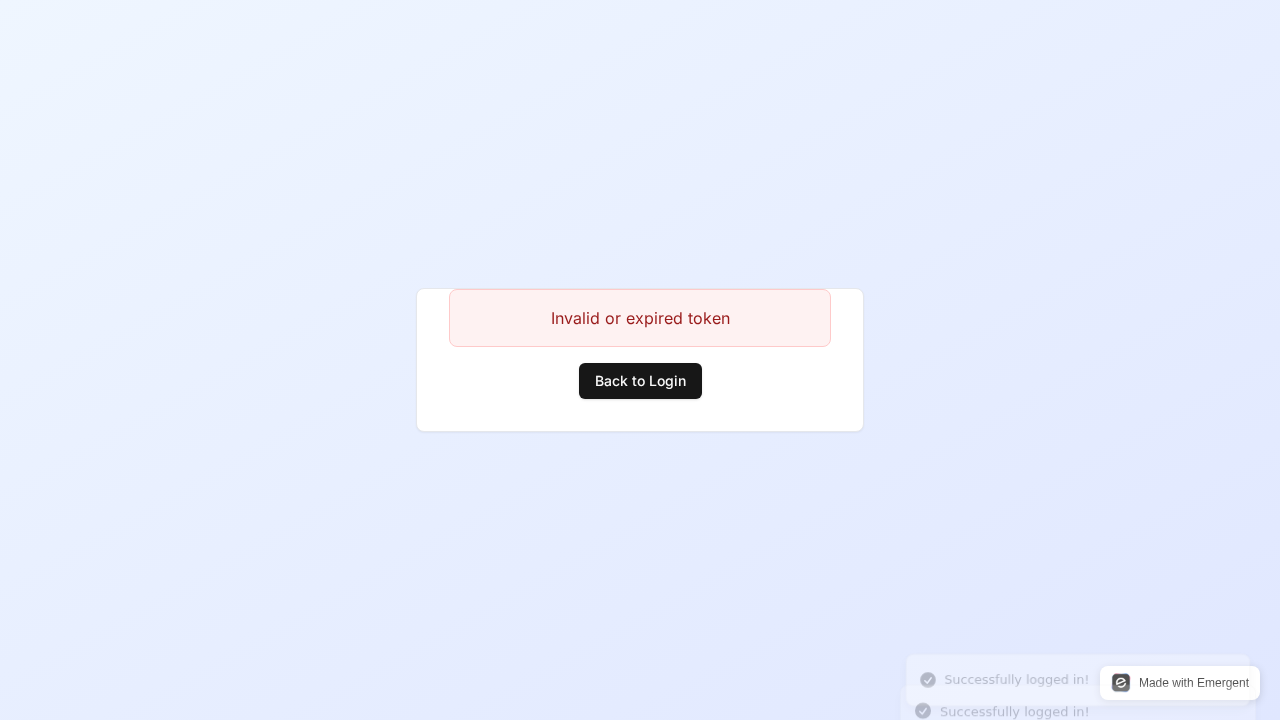 Invalid or expired token
Back to Login
Successfully logged in!
Made with Emergent
Successfully logged in!